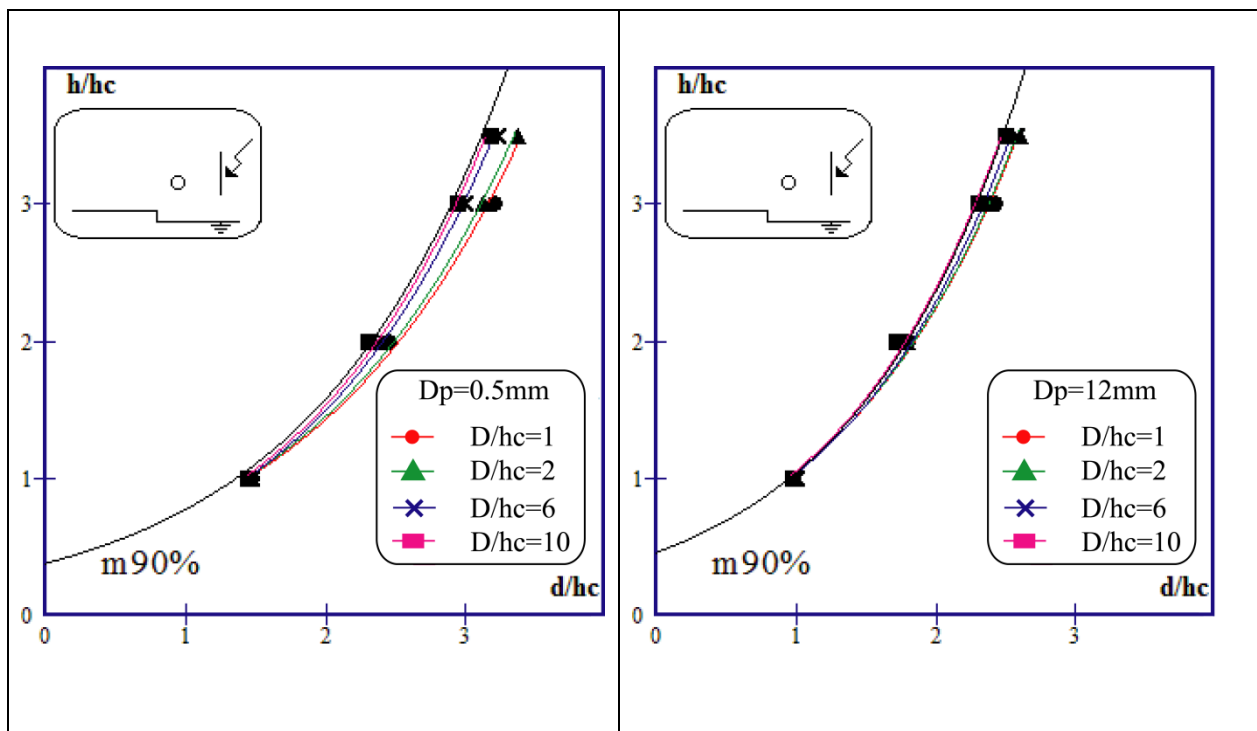 h/hc
3
2
1
0
m90%
Dp=0.5mm
D/hc=1
D/hc=2
D/hc=6
D/hc=10
d/hc
0
1
2
3
h/hc
3
2
1
0
m90%
Dp=12mm
D/hc=1
D/hc=2
D/hc=6
D/hc=10
d/hc
0
1
2
3